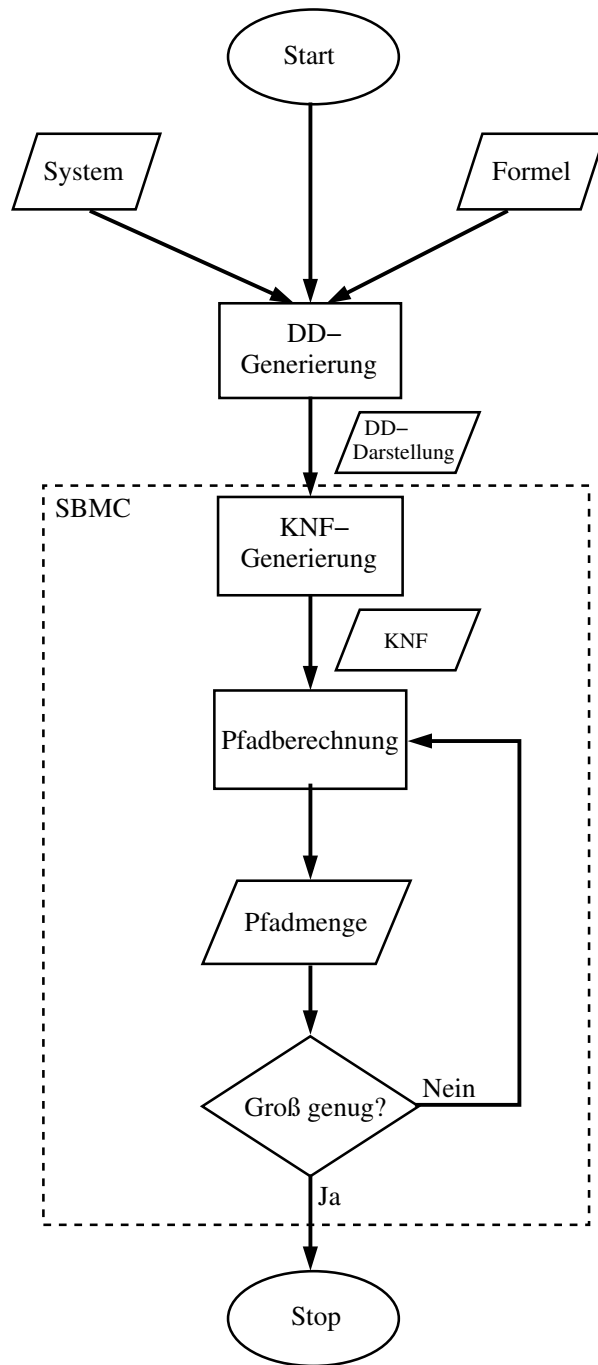 Start
System
Formel
DD–
Generierung
DD–
Darstellung
SBMC
KNF–
Generierung
KNF
Pfadberechnung
Pfadmenge
Groß genug?
Nein
Ja
Stop